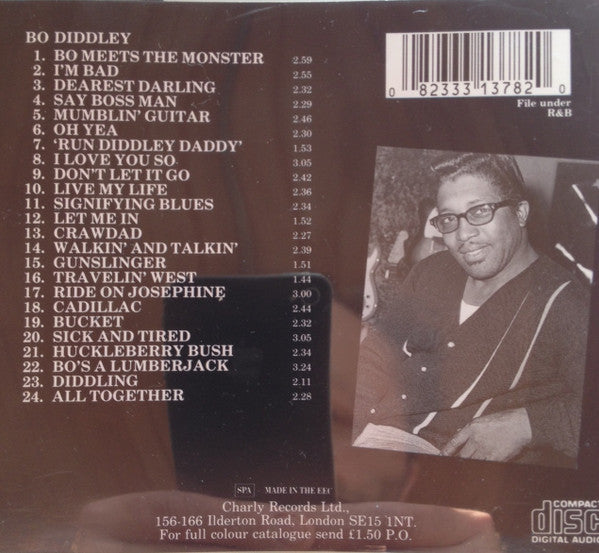 BO DIDDLEY
1. BO MEETS THE MONSTER 2.59
2. I'M BAD 2.55
3. DEAREST DARLING 2.32
4. SAY BOSS MAN 2.29
5. MUMBLIN' GUITAR 2.46
6. OH YEA 2.30
7. 'RUN DIDDLEY DADDY' 1.53
8. I LOVE YOU SO 3.05
9. DON'T LET IT GO 2.42
10. LIVE MY LIFE 2.36
11. SIGNIFYING BLUES 2.34
12. LET ME IN 1.52
13. CRAWDAD 2.27
14. WALKIN' AND TALKIN' 2.39
15. GUNSLINGER 1.51
16. TRAVELIN' WEST 1.44
17. RIDE ON JOSEPHINE 3.00
18. CADILLAC 2.44
19. BUCKET 2.32
20. SICK AND TIRED 3.05
21. HUCKLEBERRY BUSH 2.34
22. BO'S A LUMBERJACK 3.24
23. DIDDLING 2.11
24. ALL TOGETHER 2.28
0 82333 13782 0
File under
R&B
SPA MADE IN THE EEC
Charly Records Ltd.,
156-166 Ilderton Road, London SE15 1NT.
For full colour catalogue send £1.50 P.O.
COMPACT
disc
DIGITAL AUDIO